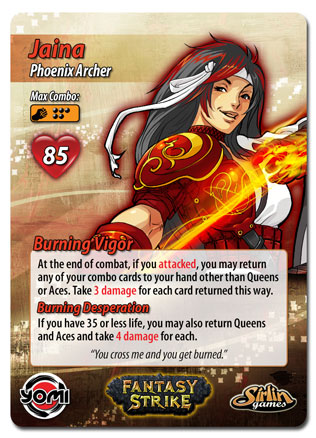 Jaina
Phoenix Archer
Max Combo:
85
Burning Vigor
At the end of combat, if you attacked, you may return
any of your combo cards to your hand other than Queens
or Aces. Take 3 damage for each card returned this way.
Burning Desperation
If you have 35 or less life, you may also return Queens
and Aces and take 4 damage for each.
“You cross me and you get burned.”
YOMI
FANTASY
STRIKE
Sirlin
games